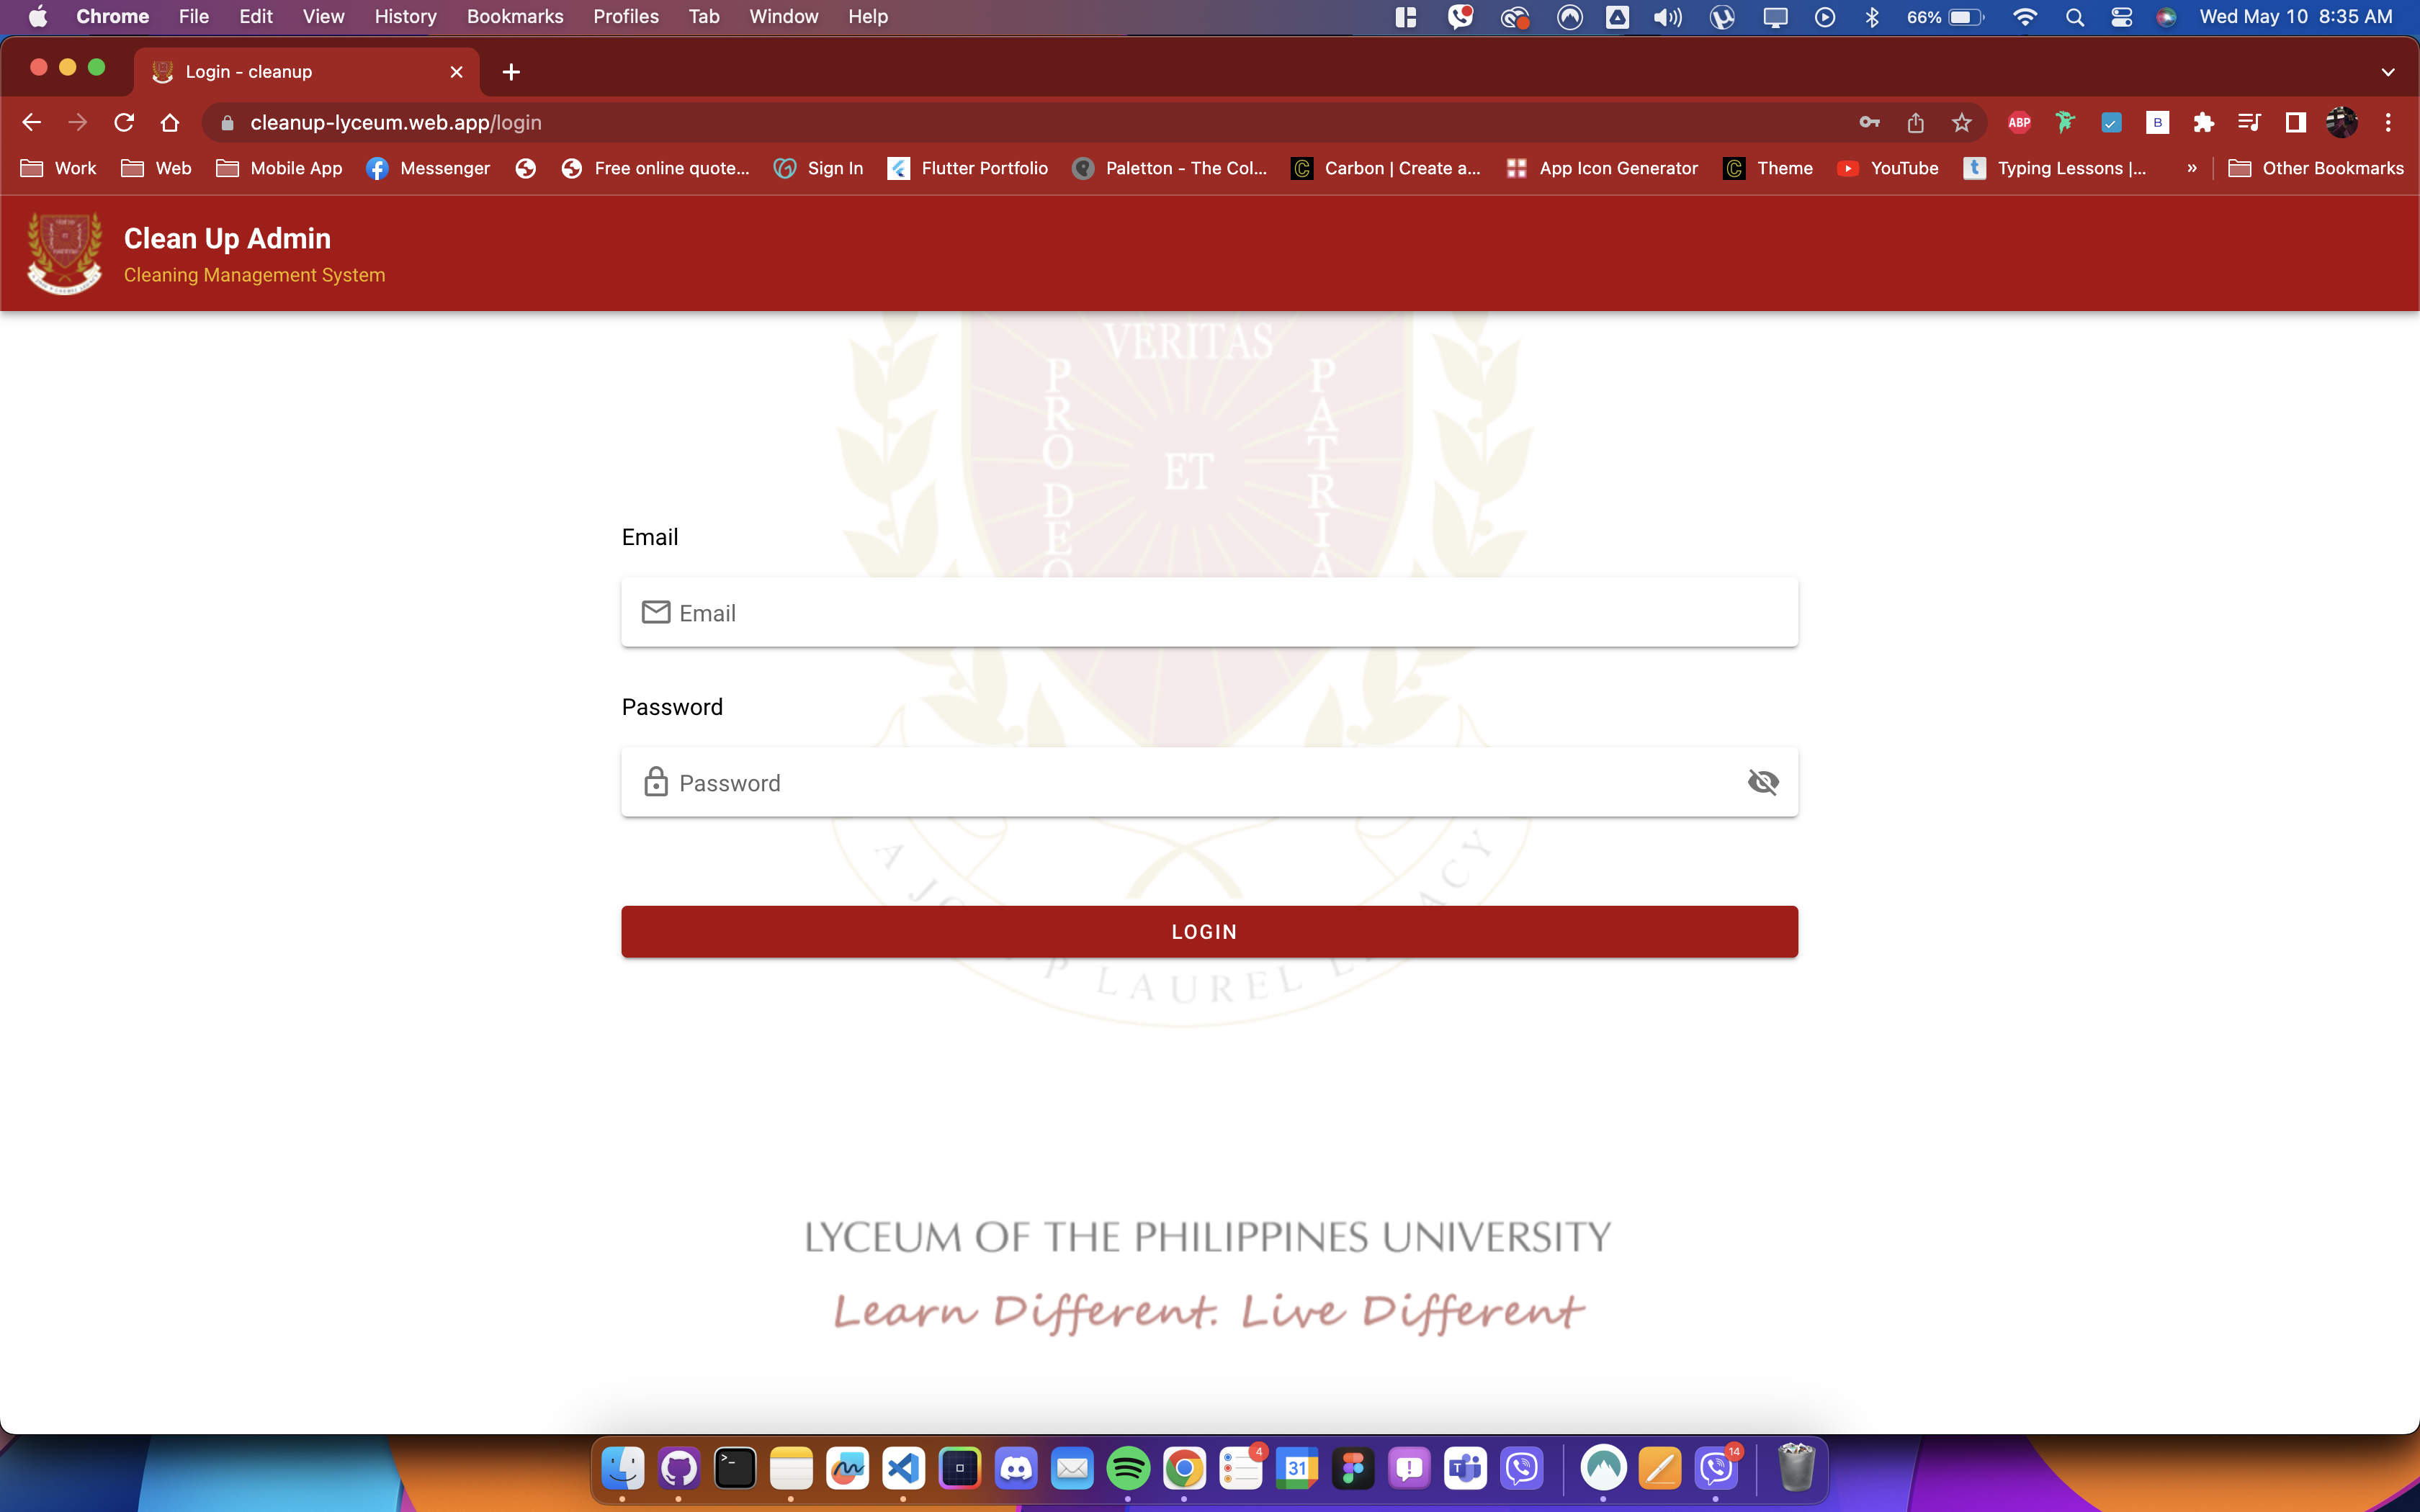 Chrome File Edit View History Bookmarks Profiles Tab Window Help 66% Wed May 10 8:35 AM
Login - cleanup
cleanup-lyceum.web.app/login ABP B
Work Web Mobile App Messenger Free online quote... Sign In Flutter Portfolio Paletton - The Col... Carbon | Create a... App Icon Generator Theme YouTube Typing Lessons |... » Other Bookmarks
Clean Up Admin
Cleaning Management System
VERITAS
PRO DEO
ET
PATRIA
Email
Email
Password
Password
LOGIN
P LAUREL
LYCEUM OF THE PHILIPPINES UNIVERSITY
Learn Different. Live Different
4
31
14